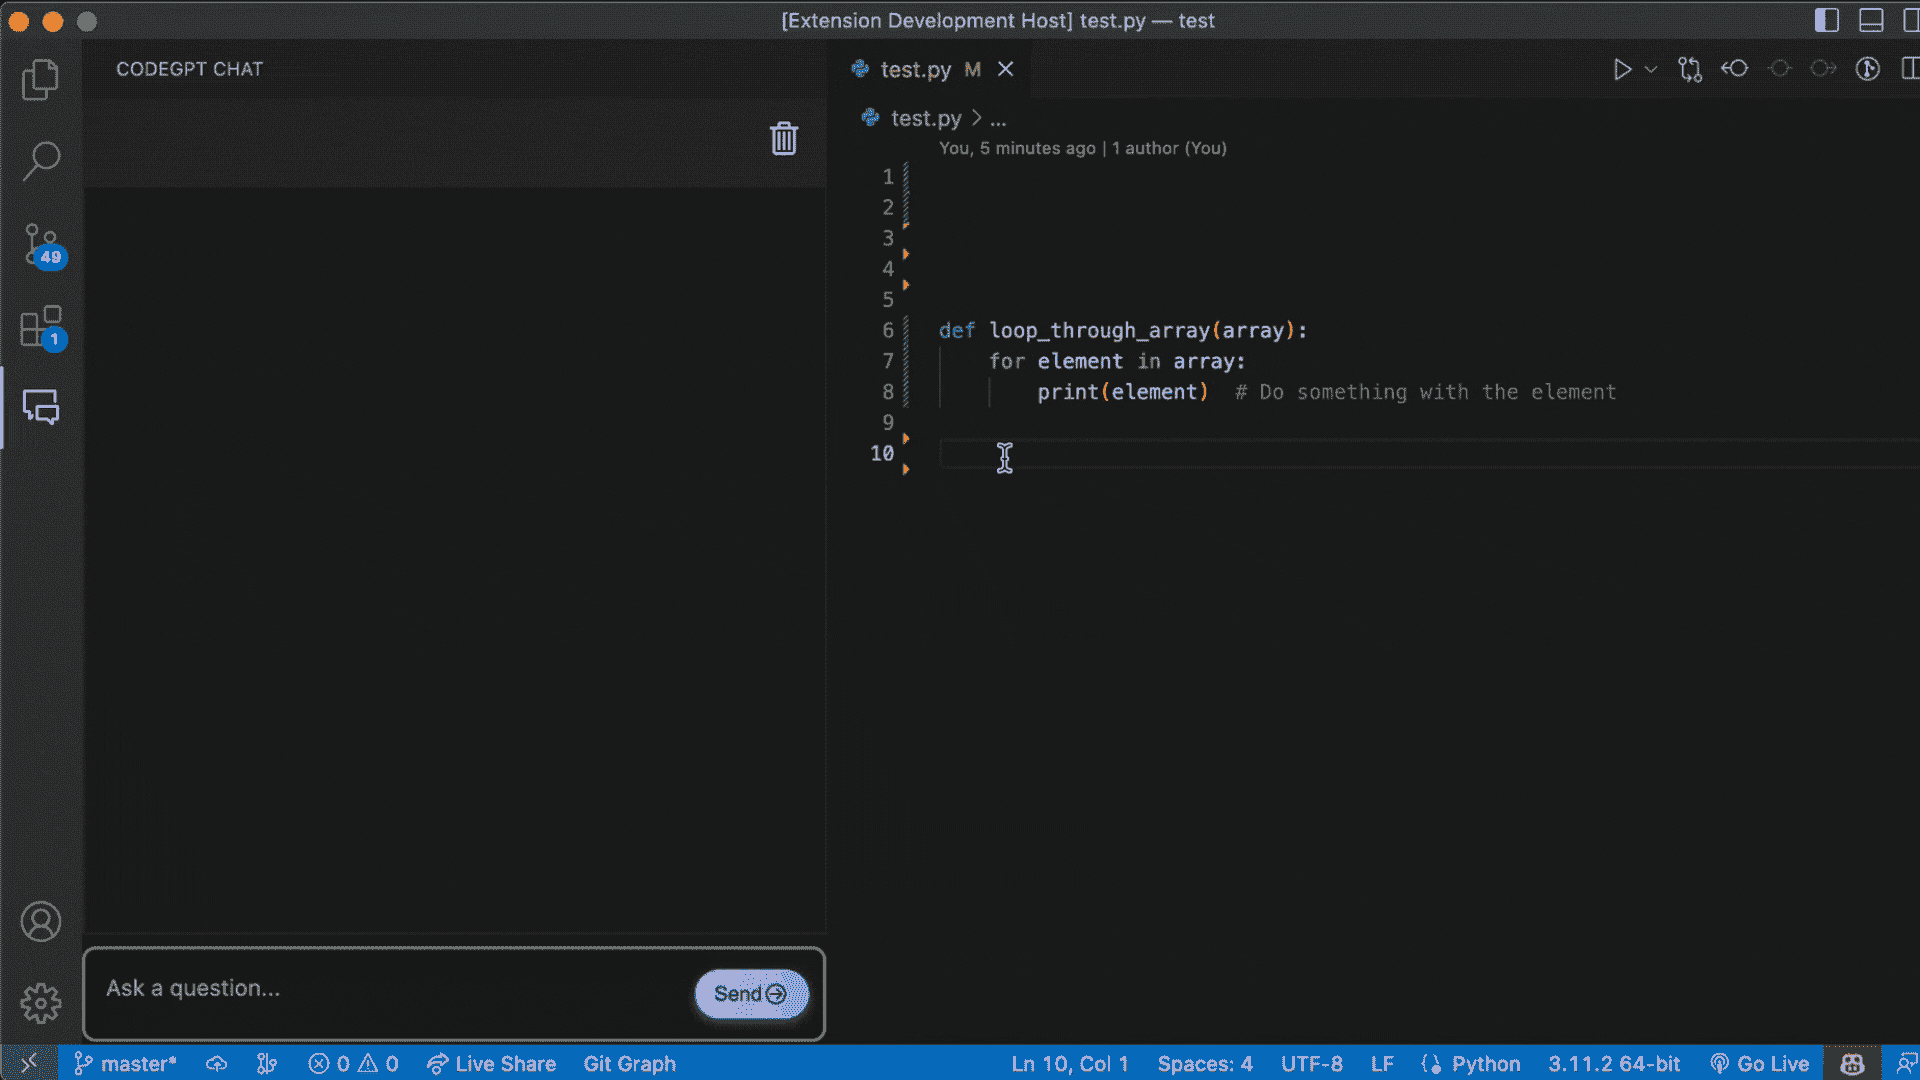 [Extension Development Host] test.py — test
CODEGPT CHAT
test.py M
test.py > ...
You, 5 minutes ago | 1 author (You)
1
2
3
4
5
6 def loop_through_array(array):
7 for element in array:
8 print(element) # Do something with the element
9
10
49
1
Ask a question...
Send
master* 0 0 Live Share Git Graph Ln 10, Col 1 Spaces: 4 UTF-8 LF Python 3.11.2 64-bit Go Live